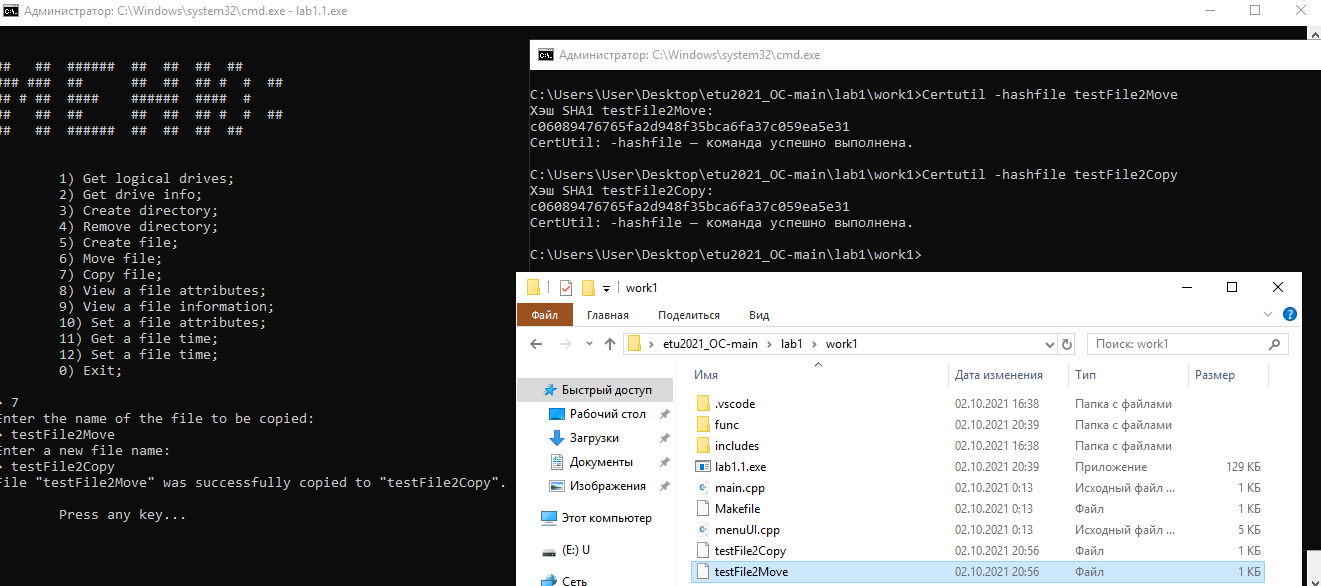 Администратор: C:\Windows\system32\cmd.exe - lab1.1.exe
## ## ###### ## ## ## ##
### ### ## ## ## ## # # ##
## # ## #### ###### #### #
## ## ## ## ## ## # # ##
## ## ###### ## ## ## ##
1) Get logical drives;
2) Get drive info;
3) Create directory;
4) Remove directory;
5) Create file;
6) Move file;
7) Copy file;
8) View a file attributes;
9) View a file information;
10) Set a file attributes;
11) Get a file time;
12) Set a file time;
0) Exit;
> 7
Enter the name of the file to be copied:
> testFile2Move
Enter a new file name:
> testFile2Copy
File "testFile2Move" was successfully copied to "testFile2Copy".
Press any key...
Администратор: C:\Windows\system32\cmd.exe
C:\Users\User\Desktop\etu2021_OC-main\lab1\work1>Certutil -hashfile testFile2Move
Хэш SHA1 testFile2Move:
c06089476765fa2d948f35bca6fa37c059ea5e31
CertUtil: -hashfile — команда успешно выполнена.
C:\Users\User\Desktop\etu2021_OC-main\lab1\work1>Certutil -hashfile testFile2Copy
Хэш SHA1 testFile2Copy:
c06089476765fa2d948f35bca6fa37c059ea5e31
CertUtil: -hashfile — команда успешно выполнена.
C:\Users\User\Desktop\etu2021_OC-main\lab1\work1>
work1
Файл Главная Поделиться Вид
etu2021_OC-main > lab1 > work1 Поиск: work1
Быстрый доступ
Рабочий стол
Загрузки
Документы
Изображения
Этот компьютер
(E:) U
Сеть
Имя Дата изменения Тип Размер
.vscode 02.10.2021 16:38 Папка с файлами
func 02.10.2021 20:39 Папка с файлами
includes 02.10.2021 16:38 Папка с файлами
lab1.1.exe 02.10.2021 20:39 Приложение 129 КБ
main.cpp 02.10.2021 0:13 Исходный файл ... 1 КБ
Makefile 02.10.2021 0:13 Файл 1 КБ
menuUI.cpp 02.10.2021 0:13 Исходный файл ... 5 КБ
testFile2Copy 02.10.2021 20:56 Файл 1 КБ
testFile2Move 02.10.2021 20:56 Файл 1 КБ